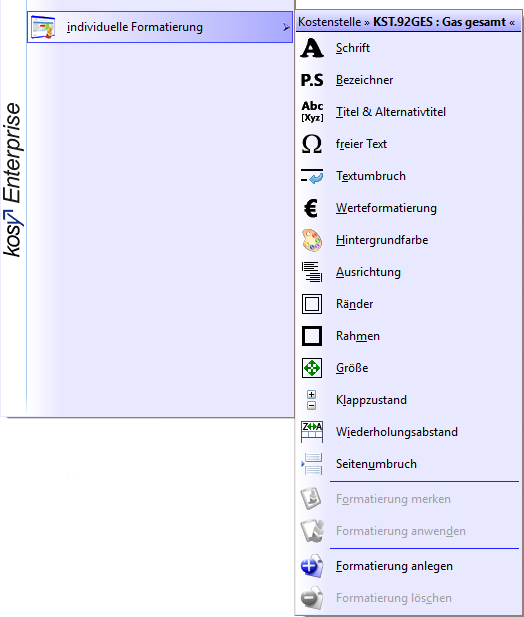 individuelle Formatierung
kosy Enterprise
Kostenstelle » KST.92GES : Gas gesamt «
A Schrift
P.S Bezeichner
Abc
[Xyz] Titel & Alternativtitel
Ω freier Text
Textumbruch
€ Werteformatierung
Hintergrundfarbe
Ausrichtung
Ränder
Rahmen
Größe
Klappzustand
Z A Wiederholungsabstand
Seitenumbruch
Formatierung merken
Formatierung anwenden
Formatierung anlegen
Formatierung löschen